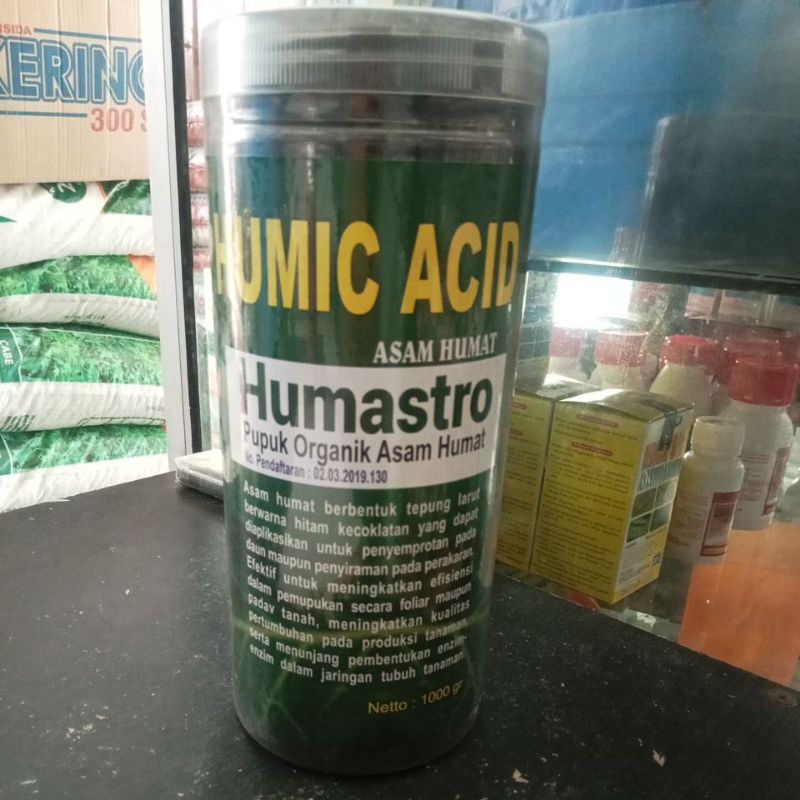 HUMIC ACID
ASAM HUMAT
Humastro
Pupuk Organik Asam Humat
No. Pendaftaran : 02.03.2019.130
Asam humat berbentuk tepung larut
berwarna hitam kecoklatan yang dapat
diaplikasikan untuk penyemprotan pada
daun maupun penyiraman pada perakaran.
Efektif untuk meningkatkan efisiensi
dalam pemupukan secara foliar maupun
padav tanah, meningkatkan kualitas
pertumbuhan pada produksi tanaman,
serta menunjang pembentukan enzim-
enzim dalam jaringan tubuh tanaman.
Netto : 1000 gr
KERING
300
CABE